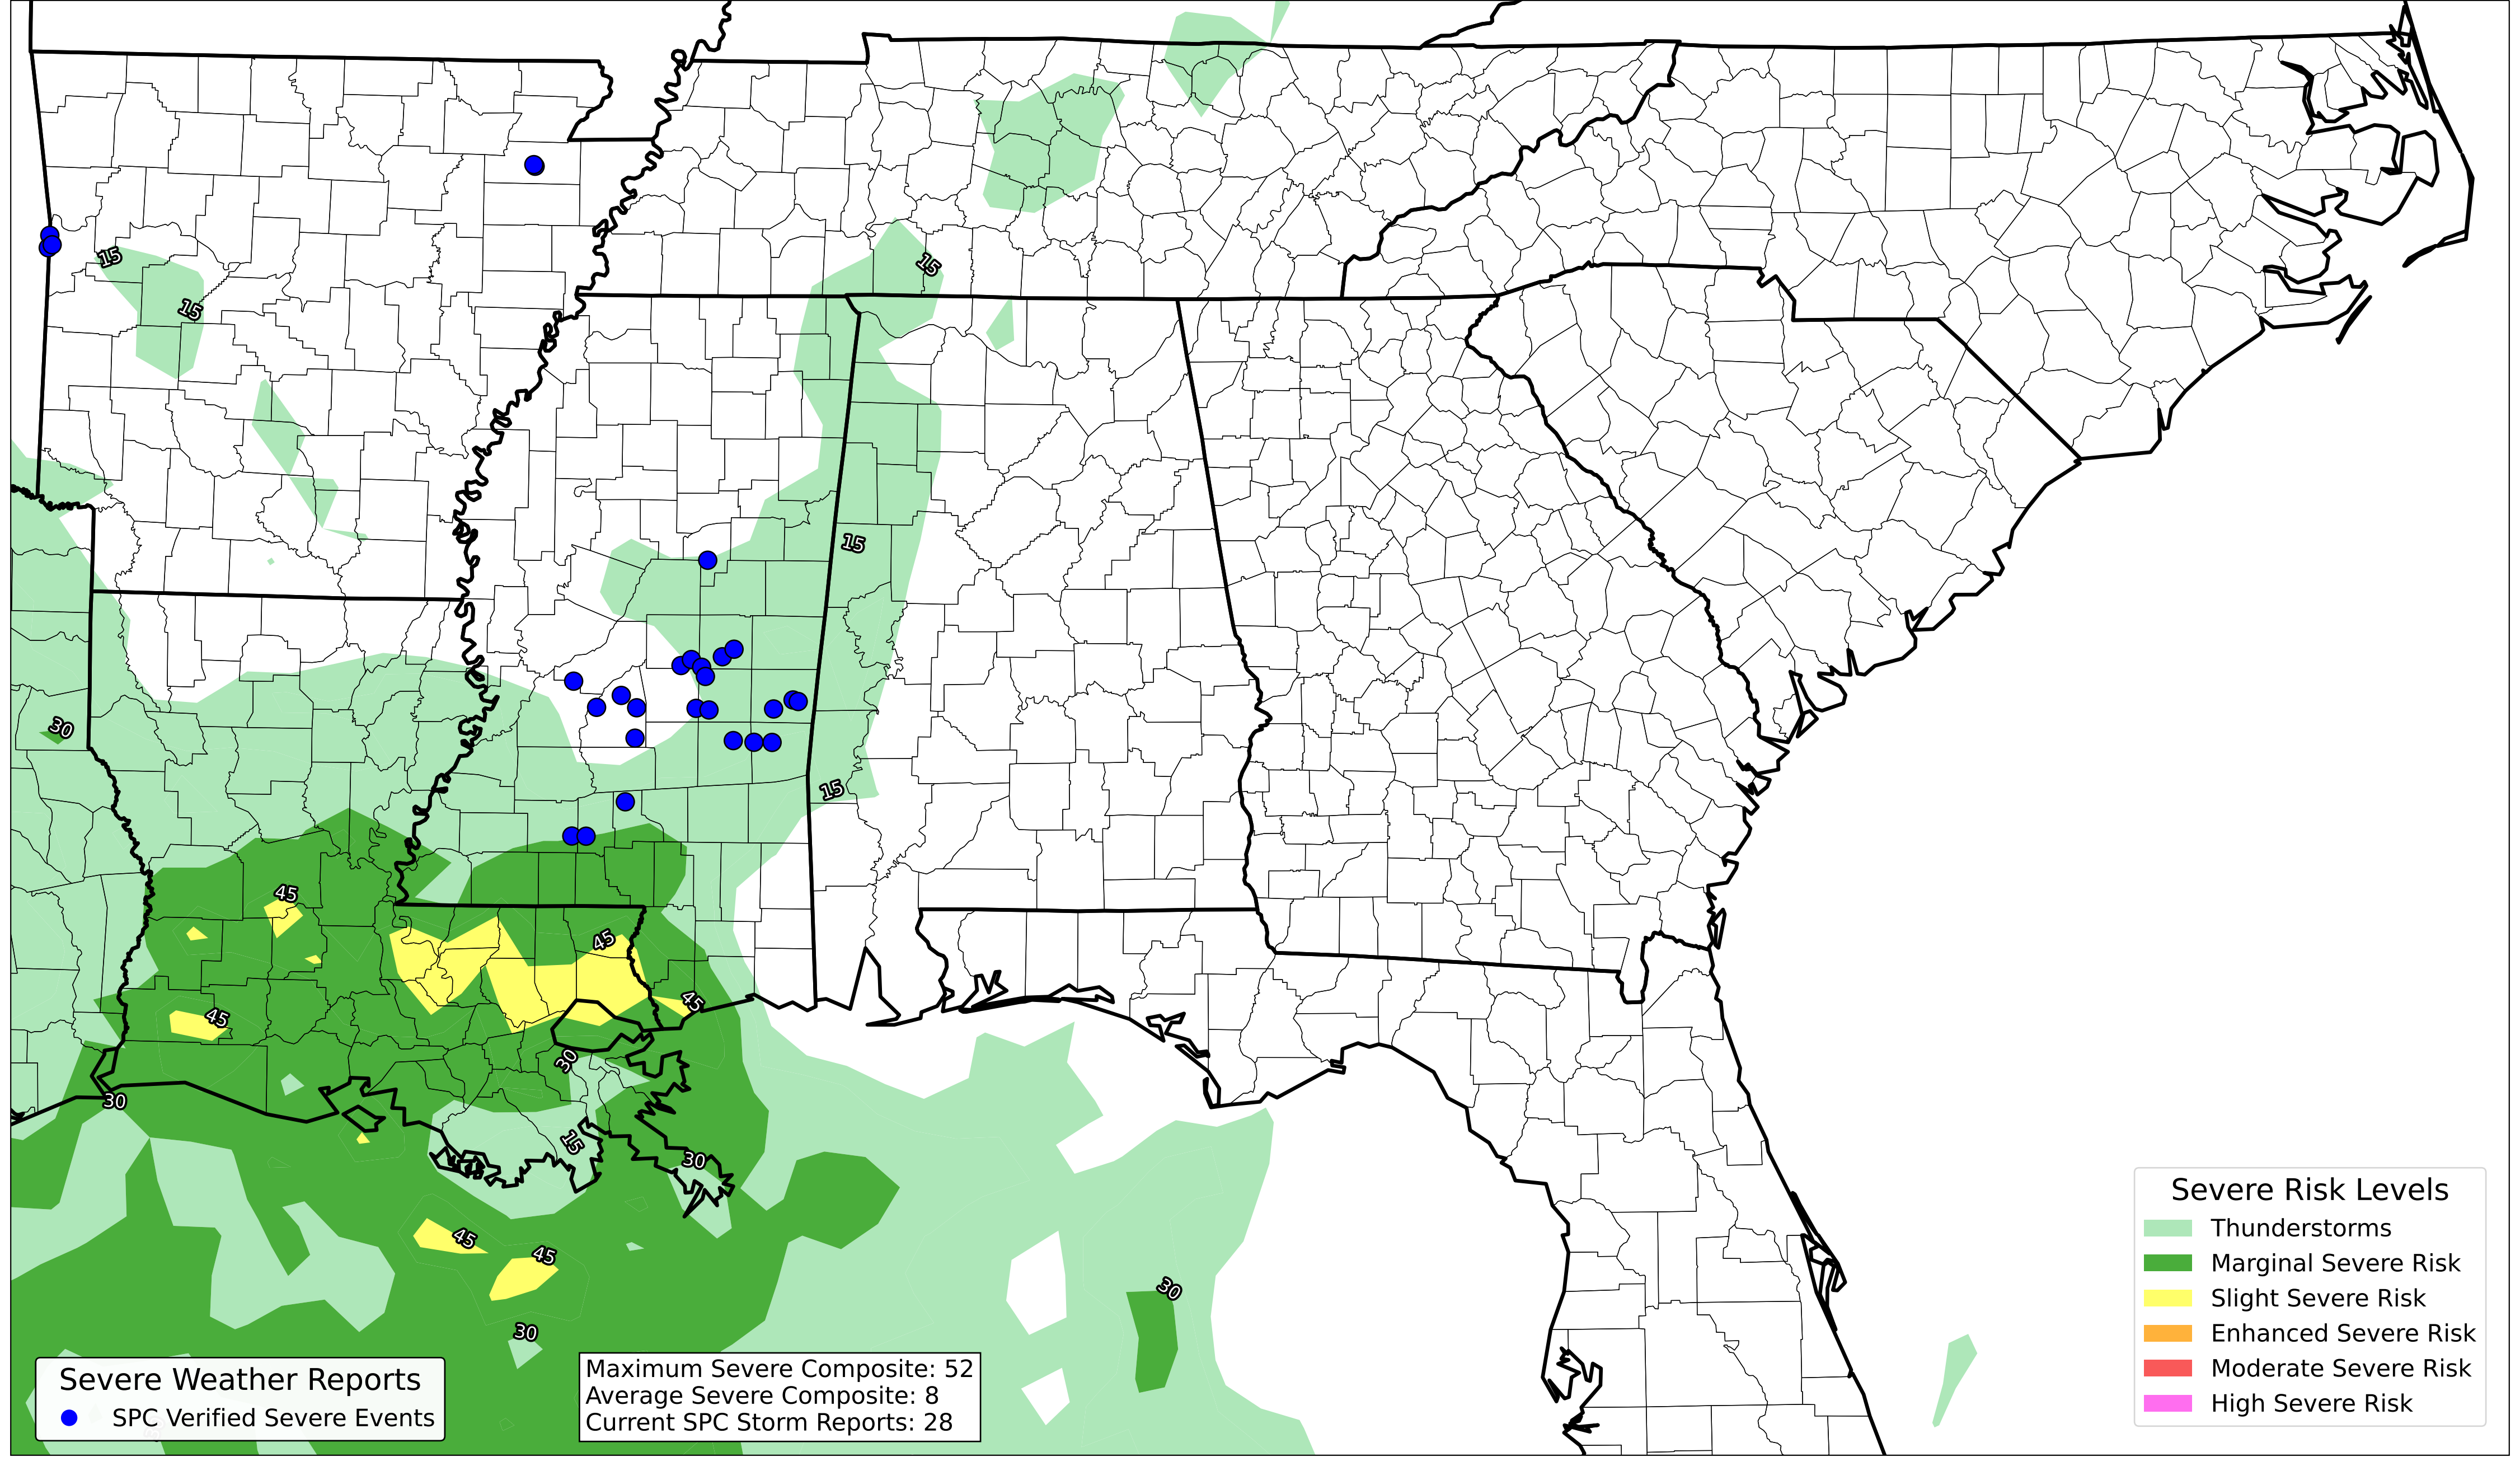 15
15
15
30
15
15
45
45
45
45
30
30
15
30
45
45
30
30
Severe Risk Levels
Thunderstorms
Marginal Severe Risk
Slight Severe Risk
Enhanced Severe Risk
Moderate Severe Risk
High Severe Risk
Severe Weather Reports
SPC Verified Severe Events
Maximum Severe Composite: 52
Average Severe Composite: 8
Current SPC Storm Reports: 28